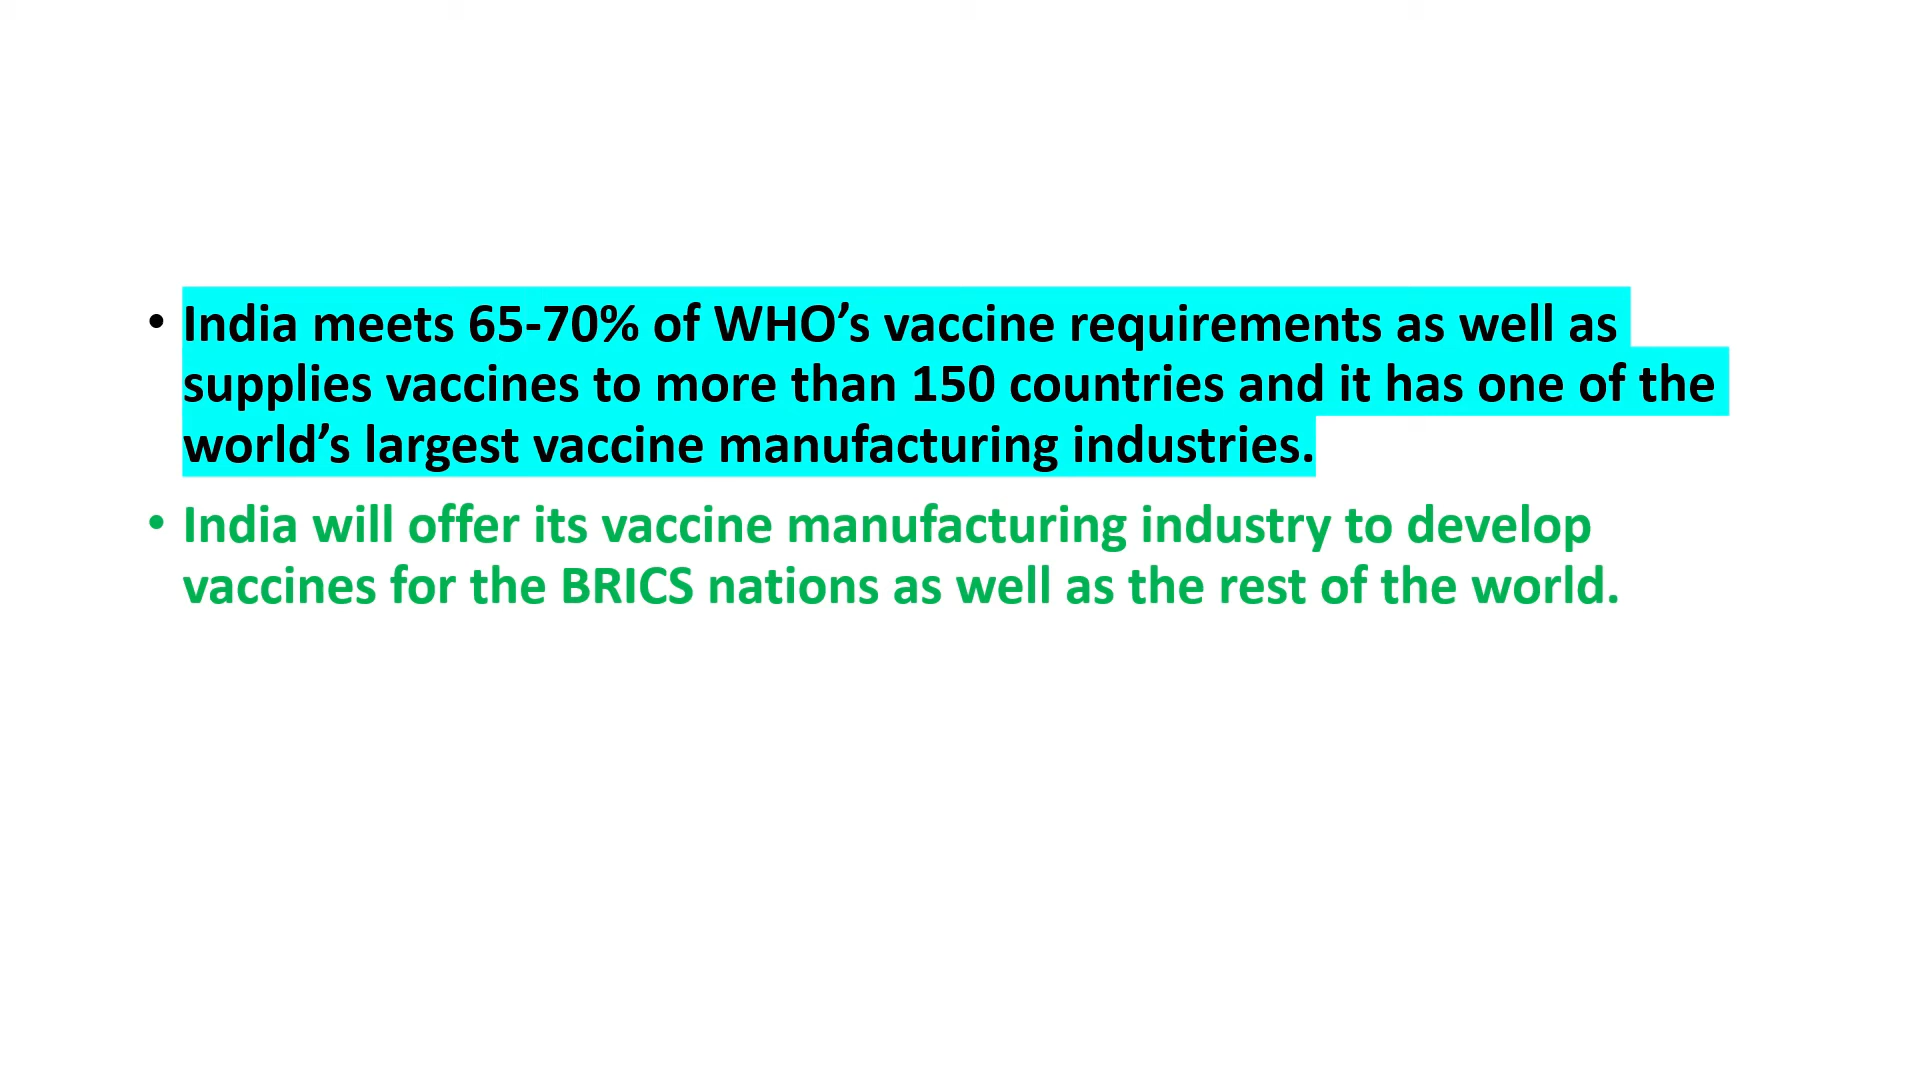 • India meets 65-70% of WHO’s vaccine requirements as well as
supplies vaccines to more than 150 countries and it has one of the
world’s largest vaccine manufacturing industries.
• India will offer its vaccine manufacturing industry to develop
vaccines for the BRICS nations as well as the rest of the world.